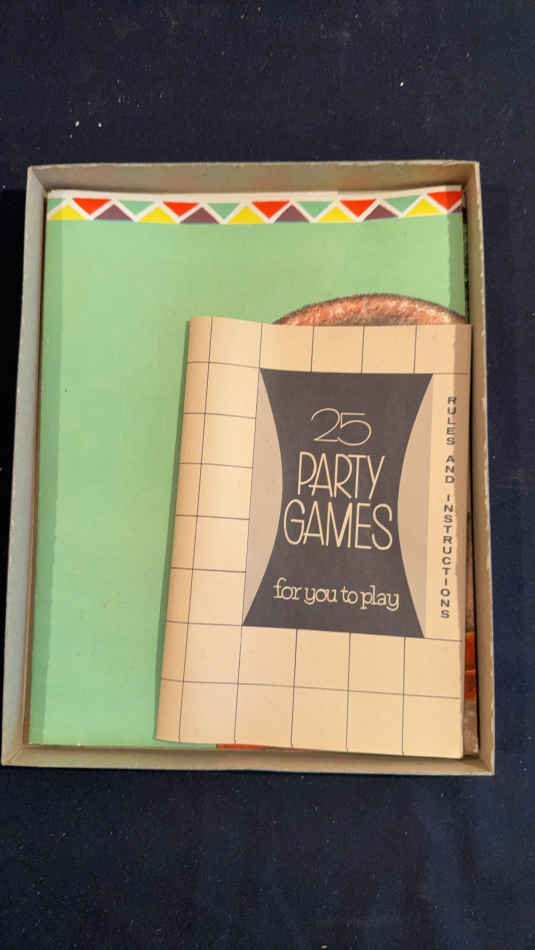 25
PARTY
GAMES
for you to play
RULES AND INSTRUCTIONS